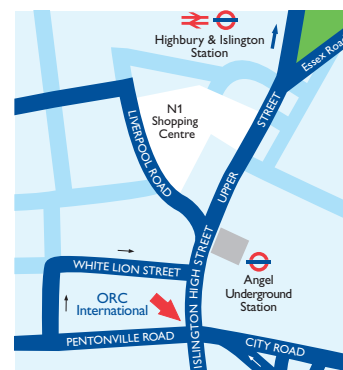 Highbury & Islington
Station
Essex Road
N1
Shopping
Centre
LIVERPOOL ROAD
UPPER STREET
ISLINGTON HIGH STREET
WHITE LION STREET
Angel
Underground
Station
ORC
International
PENTONVILLE ROAD
CITY ROAD